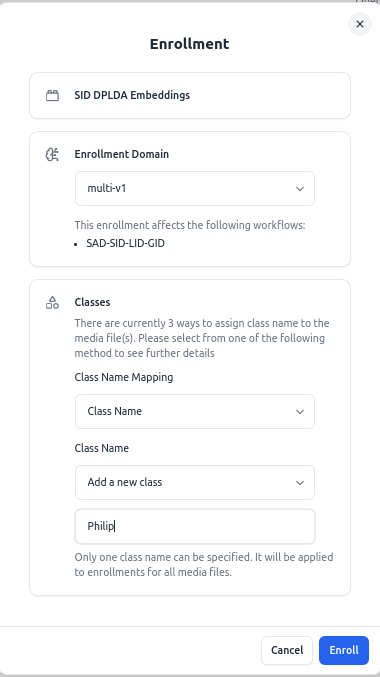 Enrollment
SID DPLDA Embeddings
Enrollment Domain
multi-v1
This enrollment affects the following workflows:
• SAD-SID-LID-GID
Classes
There are currently 3 ways to assign class name to the
media file(s). Please select from one of the following
method to see further details
Class Name Mapping
Class Name
Class Name
Add a new class
Philip
Only one class name can be specified. It will be applied
to enrollments for all media files.
Cancel
Enroll